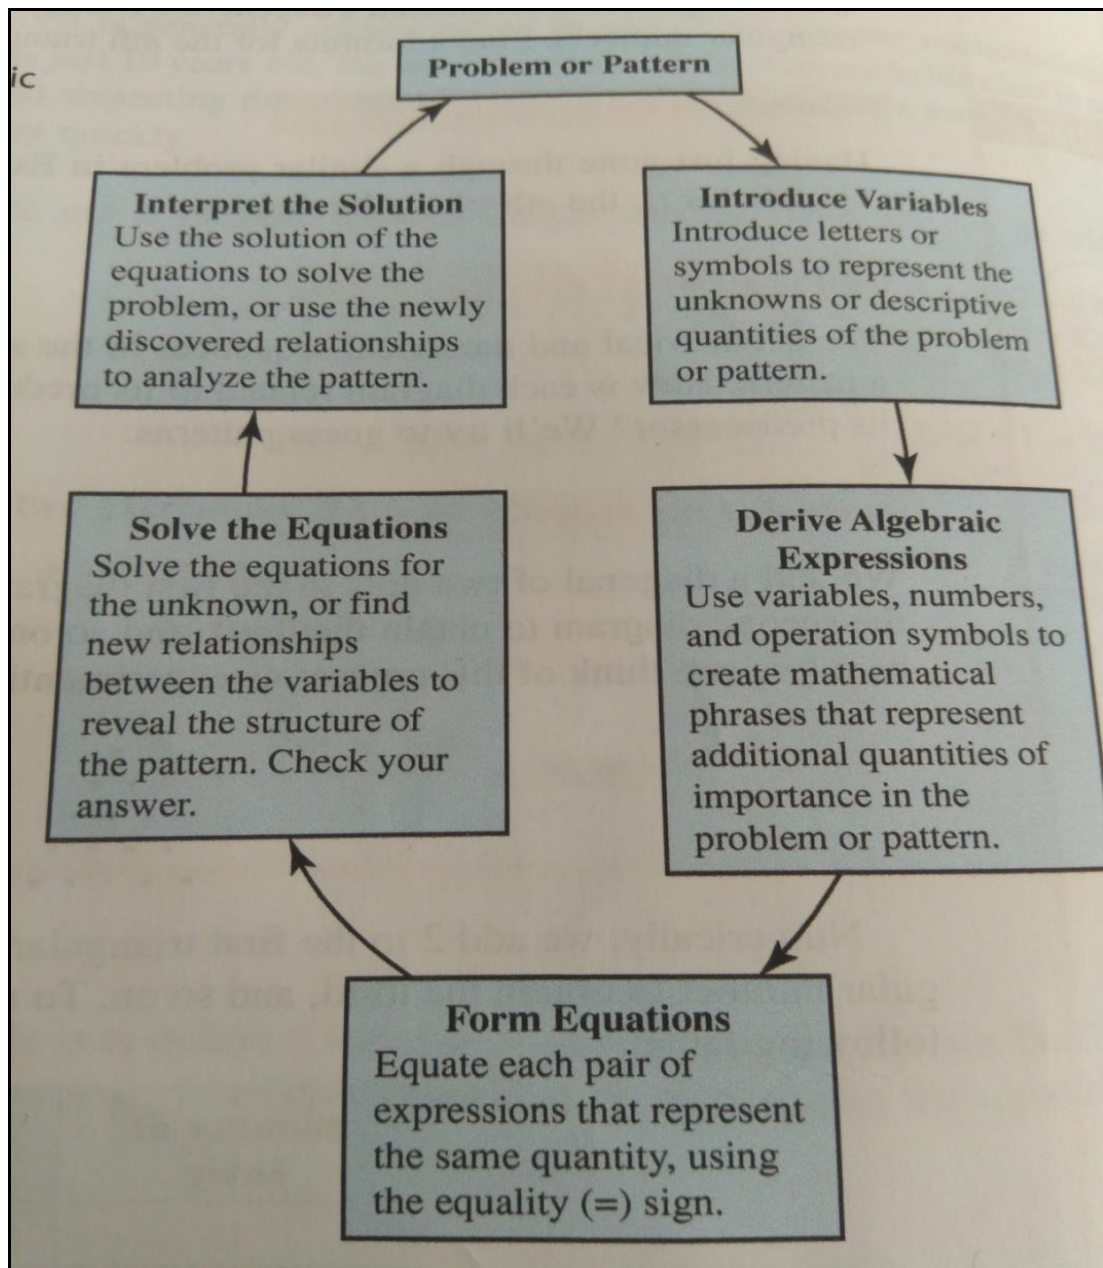 ic
Problem or Pattern
Introduce Variables
Introduce letters or
symbols to represent the
unknowns or descriptive
quantities of the problem
or pattern.
Derive Algebraic
Expressions
Use variables, numbers,
and operation symbols to
create mathematical
phrases that represent
additional quantities of
importance in the
problem or pattern.
Form Equations
Equate each pair of
expressions that represent
the same quantity, using
the equality (=) sign.
Solve the Equations
Solve the equations for
the unknown, or find
new relationships
between the variables to
reveal the structure of
the pattern. Check your
answer.
Interpret the Solution
Use the solution of the
equations to solve the
problem, or use the newly
discovered relationships
to analyze the pattern.